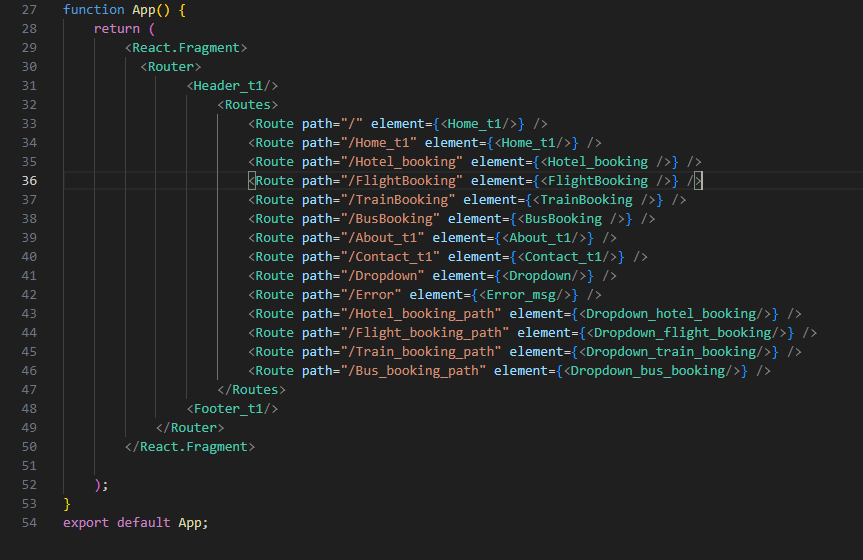 27 function App() {
28 return (
29 <React.Fragment>
30 <Router>
31 <Header_t1/>
32 <Routes>
33 <Route path="/" element={<Home_t1/>} />
34 <Route path="/Home_t1" element={<Home_t1/>} />
35 <Route path="/Hotel_booking" element={<Hotel_booking />} />
36 <Route path="/FlightBooking" element={<FlightBooking />} />
37 <Route path="/TrainBooking" element={<TrainBooking />} />
38 <Route path="/BusBooking" element={<BusBooking />} />
39 <Route path="/About_t1" element={<About_t1/>} />
40 <Route path="/Contact_t1" element={<Contact_t1/>} />
41 <Route path="/Dropdown" element={<Dropdown/>} />
42 <Route path="/Error" element={<Error_msg/>} />
43 <Route path="/Hotel_booking_path" element={<Dropdown_hotel_booking/>} />
44 <Route path="/Flight_booking_path" element={<Dropdown_flight_booking/>} />
45 <Route path="/Train_booking_path" element={<Dropdown_train_booking/>} />
46 <Route path="/Bus_booking_path" element={<Dropdown_bus_booking/>} />
47 </Routes>
48 <Footer_t1/>
49 </Router>
50 </React.Fragment>
51
52 );
53 }
54 export default App;